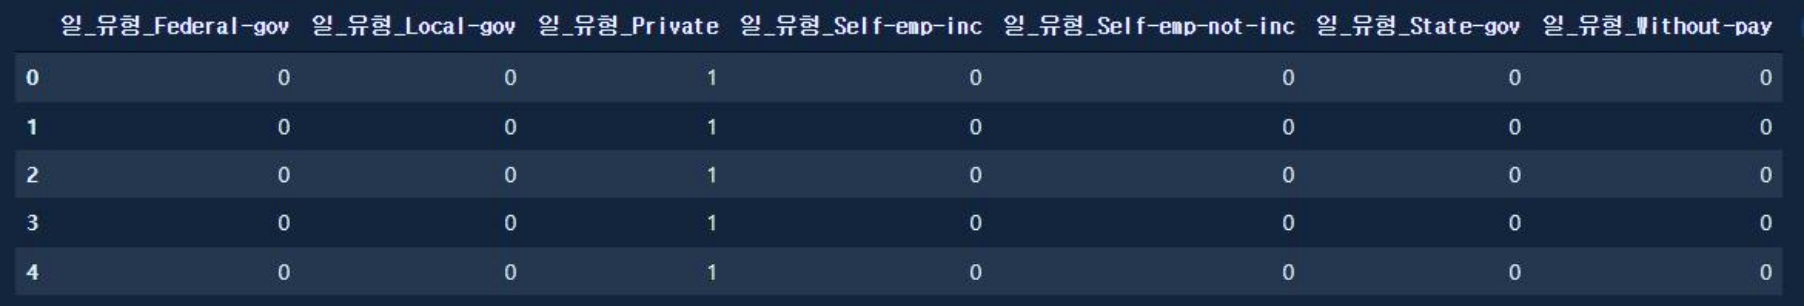 일_유형_Federal-gov 일_유형_Local-gov 일_유형_Private 일_유형_Self-emp-inc 일_유형_Self-emp-not-inc 일_유형_State-gov 일_유형_Without-pay
0 0 0 1 0 0 0 0
1 0 0 1 0 0 0 0
2 0 0 1 0 0 0 0
3 0 0 1 0 0 0 0
4 0 0 1 0 0 0 0